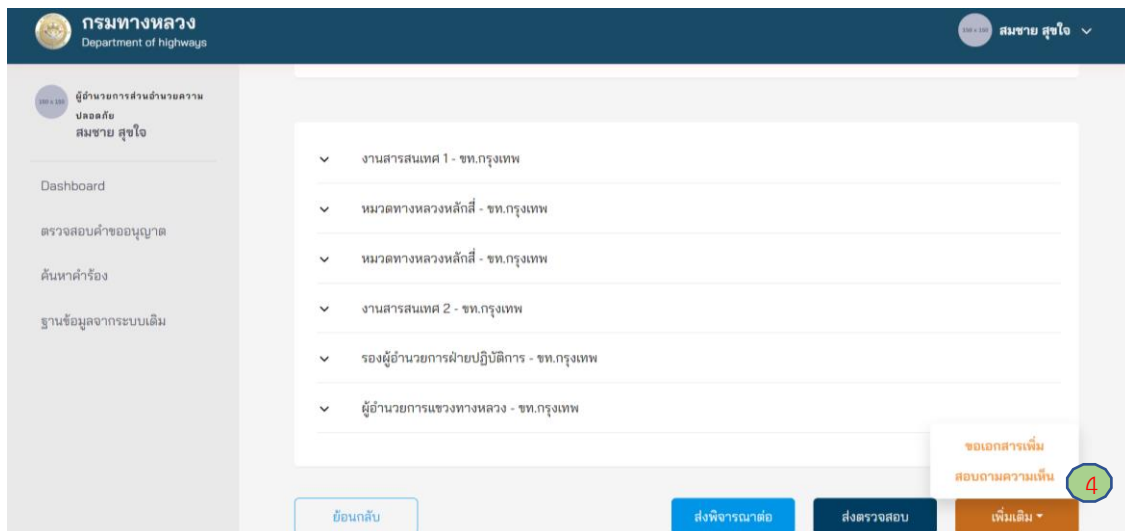 กรมทางหลวง
Department of highways
สมชาย สุขใจ
ผู้อำนวยการส่วนอำนวยความ
ปลอดภัย
สมชาย สุขใจ
Dashboard
ตรวจสอบคำขออนุญาต
ค้นหาคำร้อง
ฐานข้อมูลจากระบบเดิม
งานสารสนเทศ 1 - ขท.กรุงเทพ
หมวดทางหลวงหลักสี่ - ขท.กรุงเทพ
หมวดทางหลวงหลักสี่ - ขท.กรุงเทพ
งานสารสนเทศ 2 - ขท.กรุงเทพ
รองผู้อำนวยการฝ่ายปฏิบัติการ - ขท.กรุงเทพ
ผู้อำนวยการแขวงทางหลวง - ขท.กรุงเทพ
ขอเอกสารเพิ่ม
สอบถามความเห็น 4
ย้อนกลับ ส่งพิจารณาต่อ ส่งตรวจสอบ เพิ่มเติม